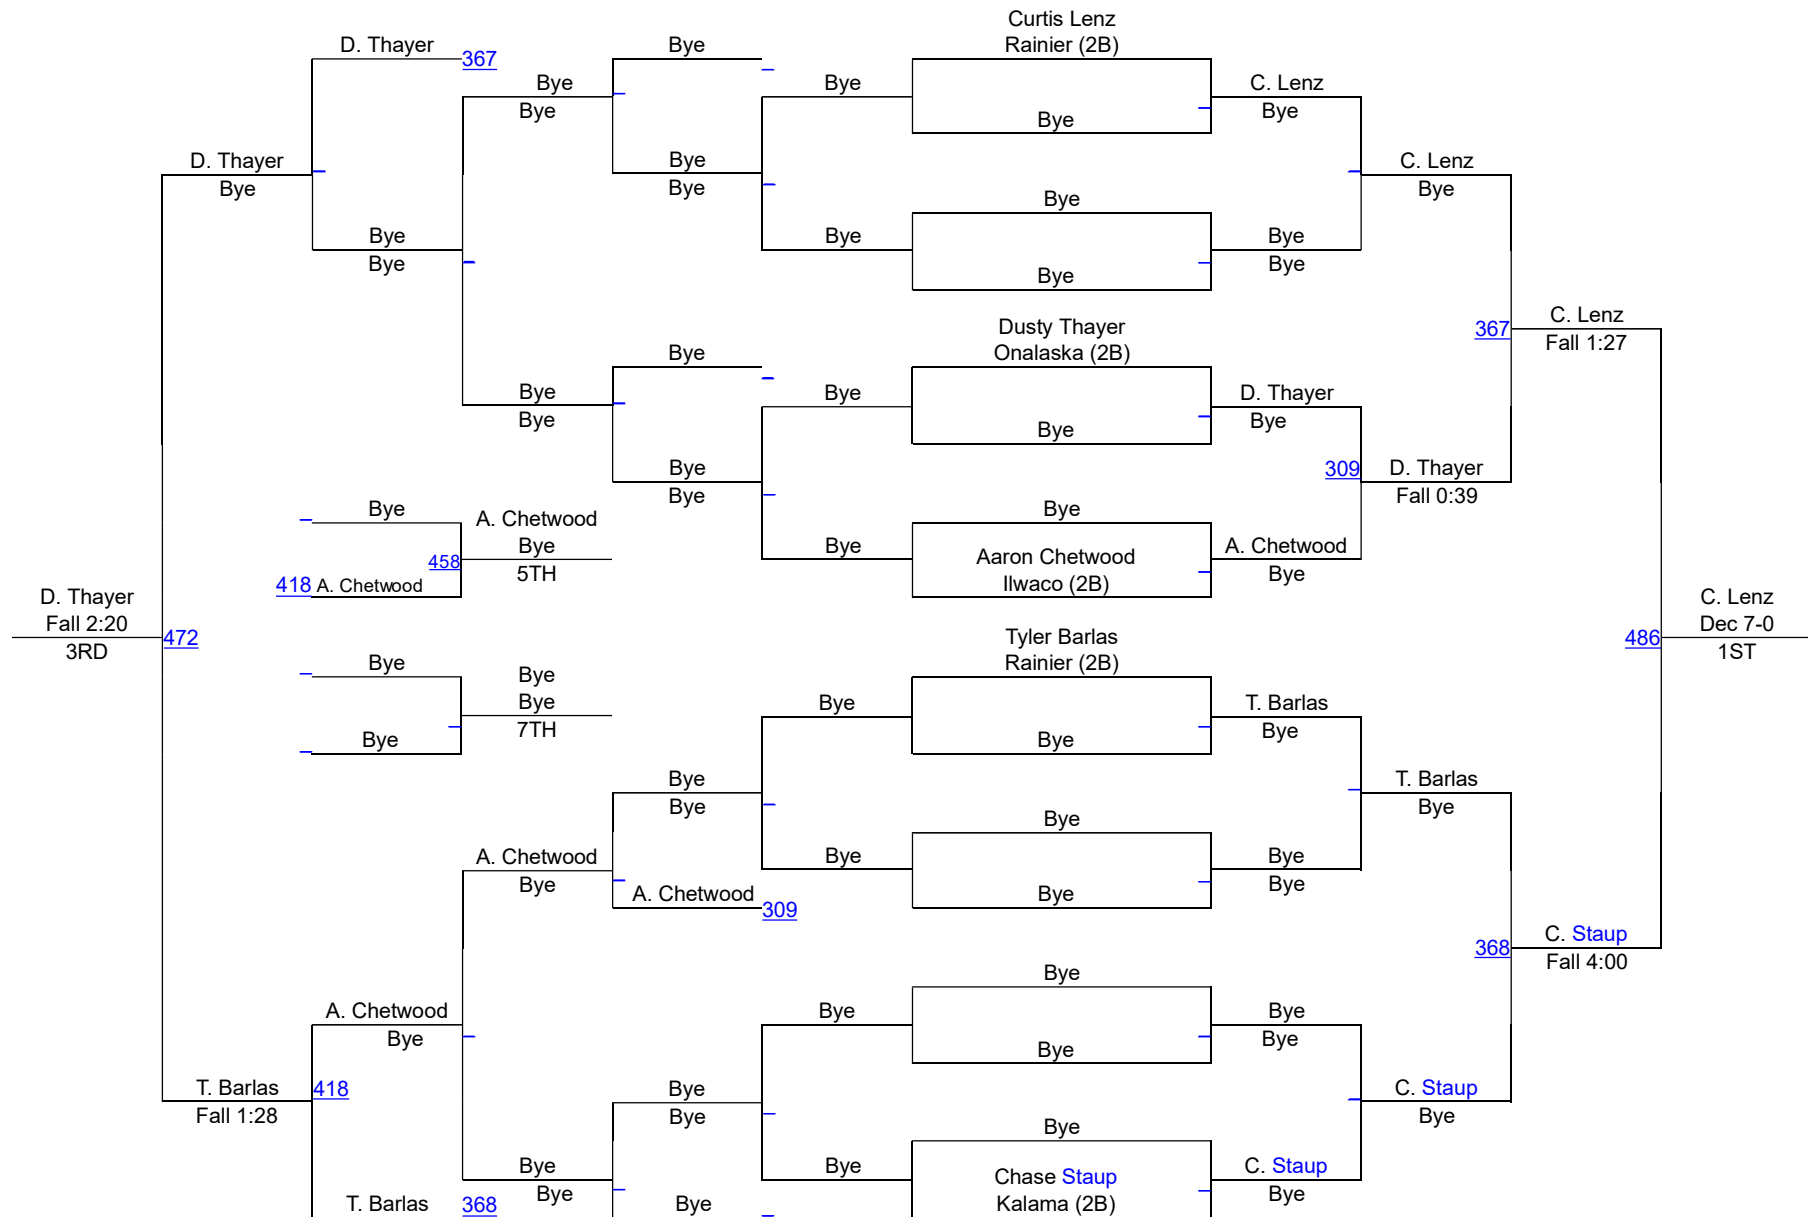 Curtis Lenz
D. Thayer
367
Bye
Rainier (2B)
Bye
Bye
C. Lenz
Bye
Bye
Bye
Bye
D. Thayer
Bye
C. Lenz
Bye
Bye
Bye
Bye
Bye
Bye
Bye
Bye
Bye
Bye
C. Lenz
367
Fall 1:27
Dusty Thayer
Onalaska (2B)
Bye
Bye
Bye
D. Thayer
Bye
Bye
Bye
Bye
Bye
309
D. Thayer
Fall 0:39
Bye
A. Chetwood
Bye
458
5TH
418 A. Chetwood
Bye
Bye
Aaron Chetwood
Ilwaco (2B)
A. Chetwood
Bye
D. Thayer
Fall 2:20
472
3RD
C. Lenz
Dec 7-0
486
1ST
Tyler Barlas
Rainier (2B)
Bye
Bye
Bye
7TH
Bye
Bye
Bye
T. Barlas
Bye
Bye
Bye
T. Barlas
Bye
Bye
A. Chetwood
Bye
Bye
Bye
Bye
Bye
A. Chetwood
309
368
C. Staup
Fall 4:00
Bye
A. Chetwood
Bye
Bye
Bye
Bye
Bye
T. Barlas
418
Fall 1:28
Bye
Bye
C. Staup
Bye
Bye
Bye
Bye
Bye
Chase Staup
Kalama (2B)
C. Staup
Bye
T. Barlas
368
Bye